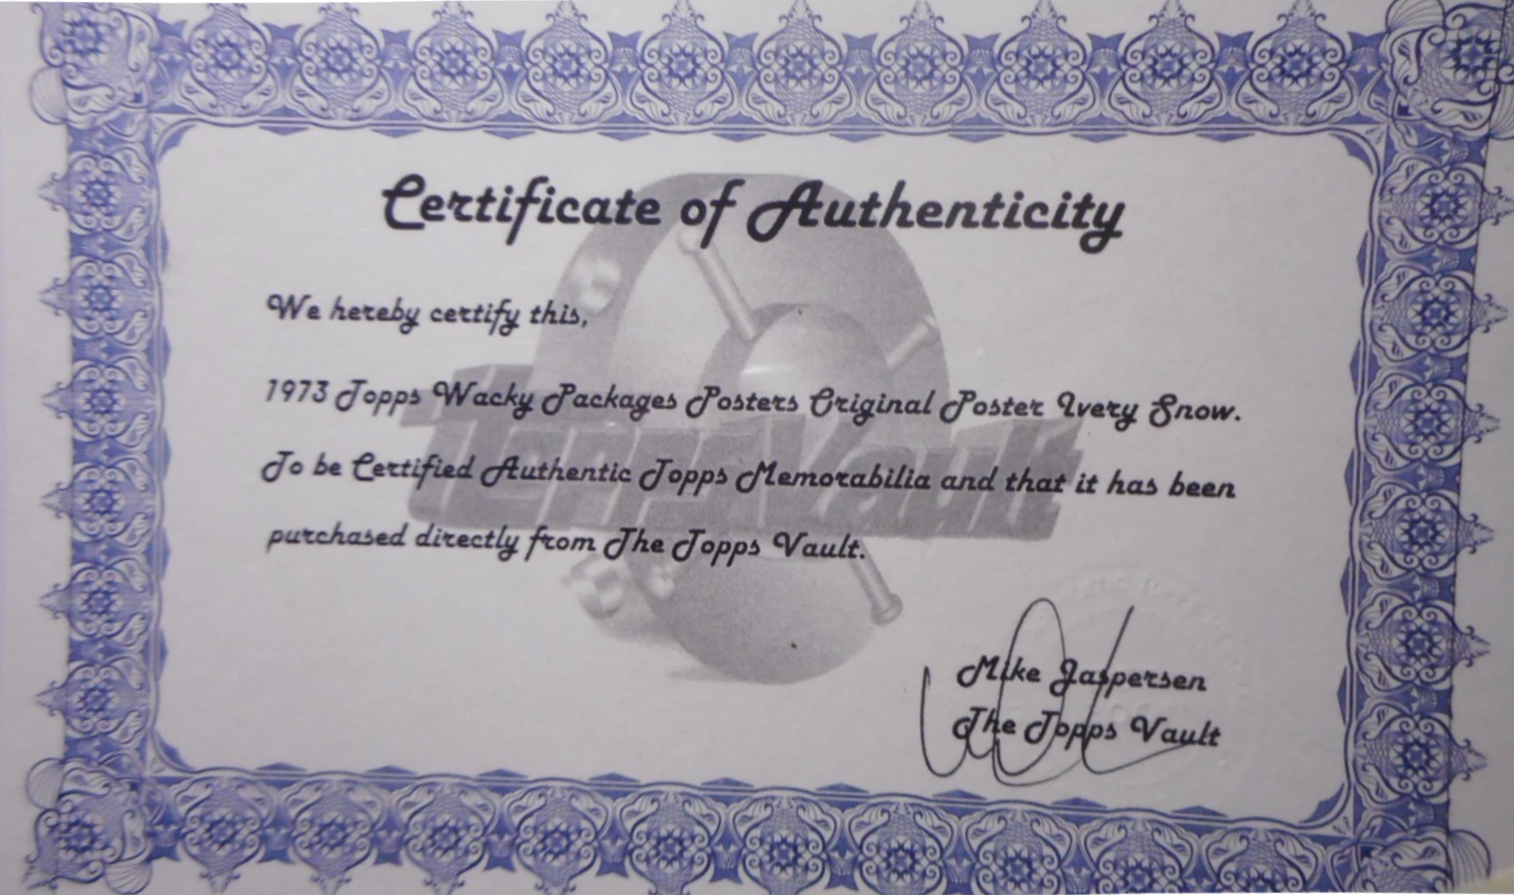 Certificate of Authenticity
We hereby certify this,
1973 Topps Wacky Packages Posters Original Poster Ivery Snow.
To be Certified Authentic Topps Memorabilia and that it has been
purchased directly from The Topps Vault.
Topps Vault
Mike Jaspersen
The Topps Vault